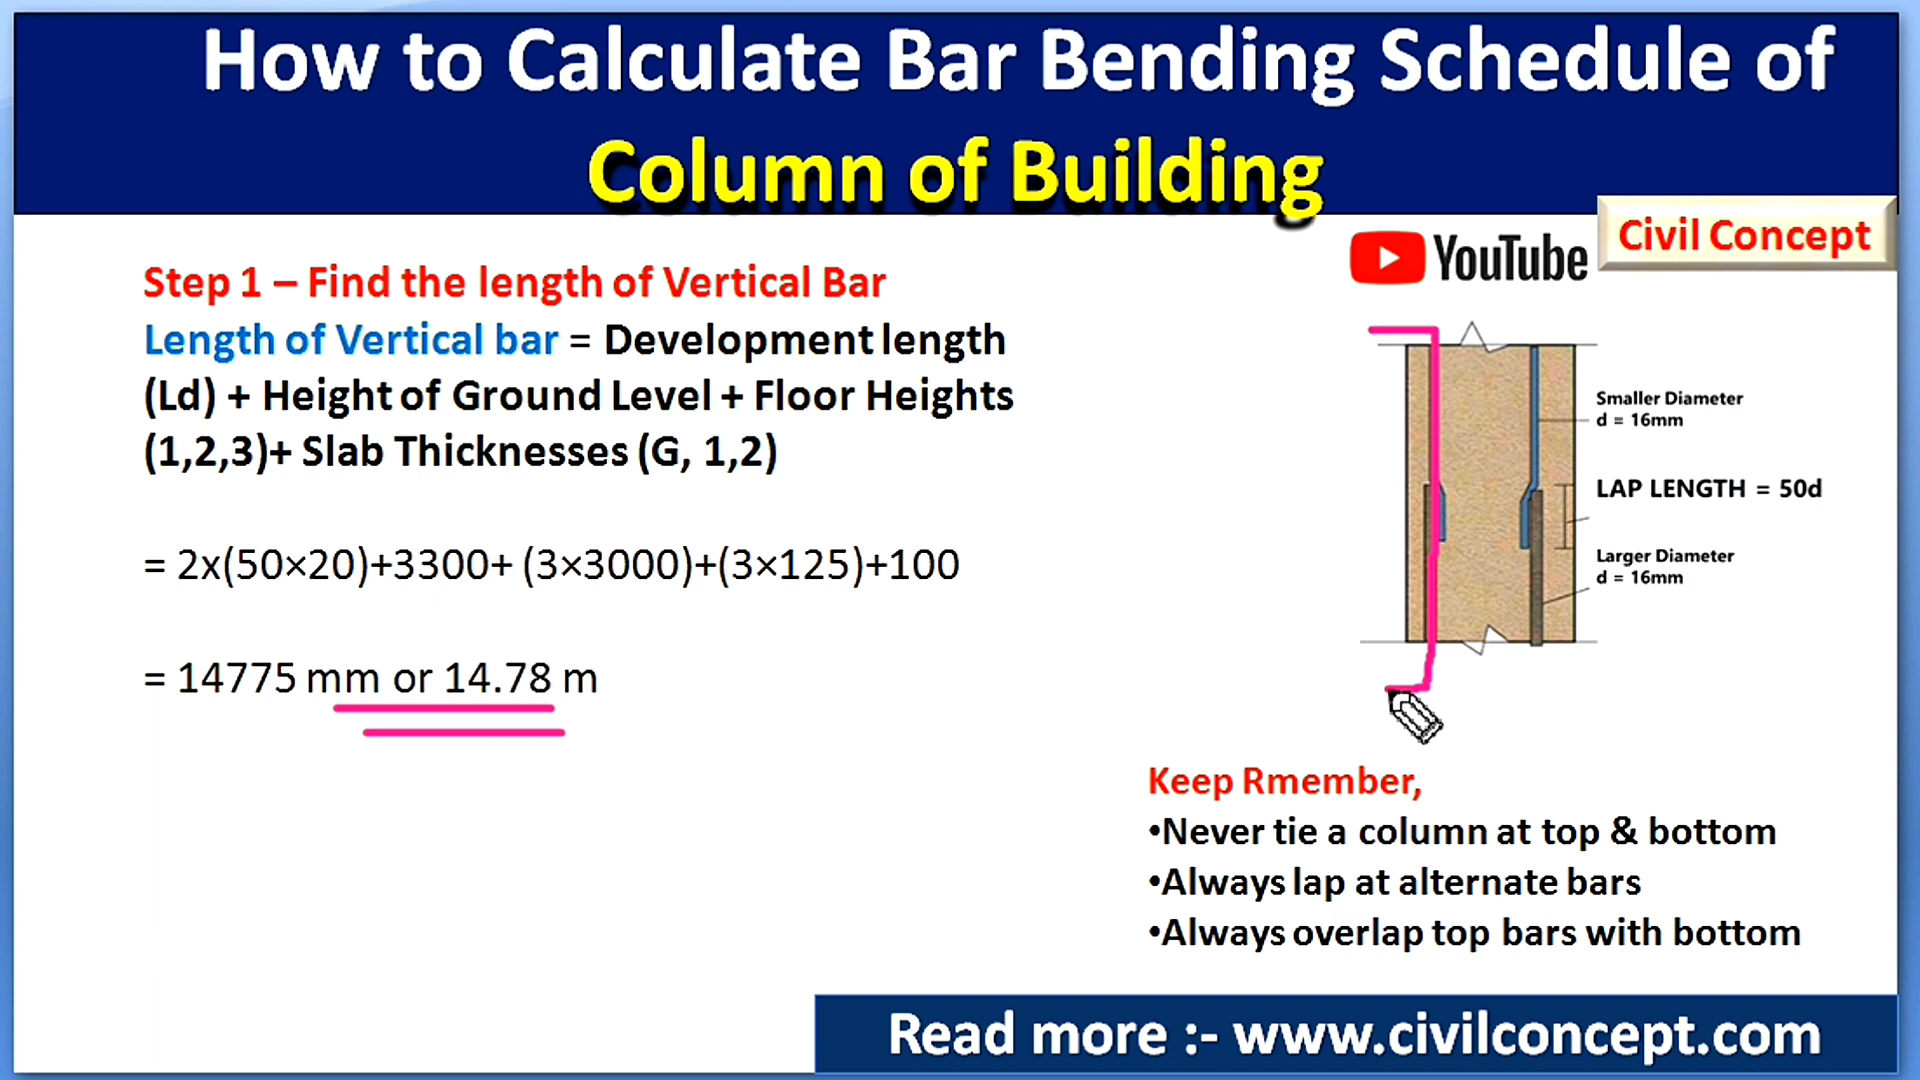 How to Calculate Bar Bending Schedule of
Column of Building
YouTube
Civil Concept
Step 1 – Find the length of Vertical Bar
Length of Vertical bar = Development length
(Ld) + Height of Ground Level + Floor Heights
(1,2,3)+ Slab Thicknesses (G, 1,2)
= 2x(50×20)+3300+ (3×3000)+(3×125)+100
= 14775 mm or 14.78 m
Smaller Diameter
d = 16mm
LAP LENGTH = 50d
Larger Diameter
d = 16mm
Keep Rmember,
•Never tie a column at top & bottom
•Always lap at alternate bars
•Always overlap top bars with bottom
Read more :- www.civilconcept.com